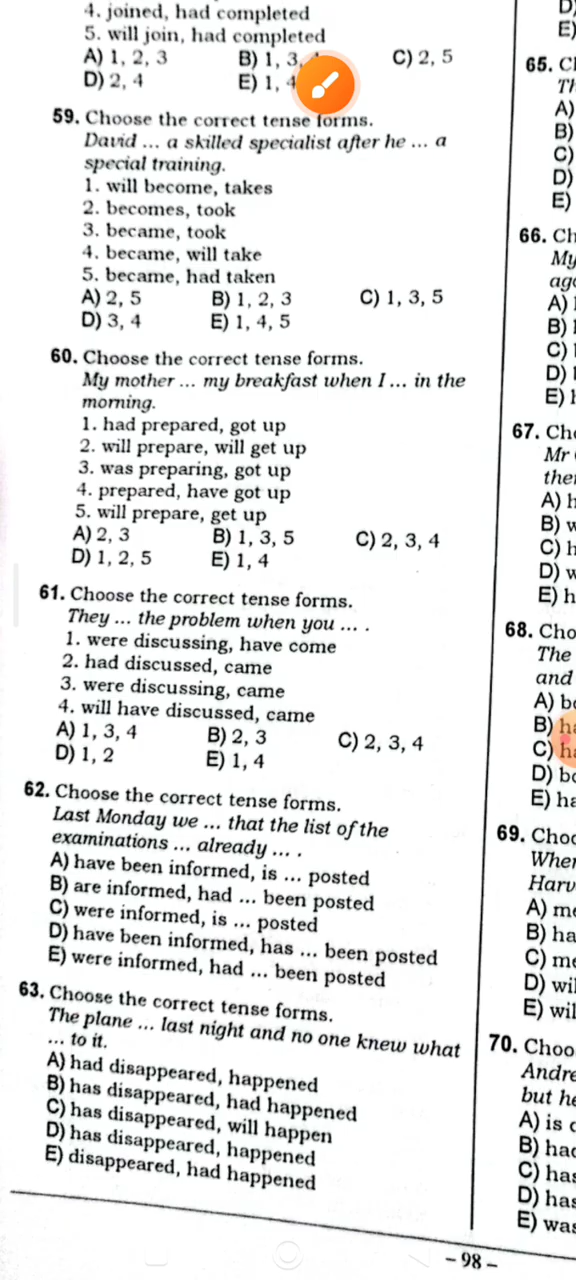 4. joined, had completed
5. will join, had completed
A) 1, 2, 3 B) 1, 3, C) 2, 5
D) 2, 4 E) 1, 4
59. Choose the correct tense forms.
David ... a skilled specialist after he ... a
special training.
1. will become, takes
2. becomes, took
3. became, took
4. became, will take
5. became, had taken
A) 2, 5 B) 1, 2, 3 C) 1, 3, 5
D) 3, 4 E) 1, 4, 5
60. Choose the correct tense forms.
My mother ... my breakfast when I ... in the
morning.
1. had prepared, got up
2. will prepare, will get up
3. was preparing, got up
4. prepared, have got up
5. will prepare, get up
A) 2, 3 B) 1, 3, 5 C) 2, 3, 4
D) 1, 2, 5 E) 1, 4
61. Choose the correct tense forms.
They ... the problem when you ... .
1. were discussing, have come
2. had discussed, came
3. were discussing, came
4. will have discussed, came
A) 1, 3, 4 B) 2, 3 C) 2, 3, 4
D) 1, 2 E) 1, 4
62. Choose the correct tense forms.
Last Monday we ... that the list of the
examinations ... already ... .
A) have been informed, is ... posted
B) are informed, had ... been posted
C) were informed, is ... posted
D) have been informed, has ... been posted
E) were informed, had ... been posted
63. Choose the correct tense forms.
The plane ... last night and no one knew what
... to it.
A) had disappeared, happened
B) has disappeared, had happened
C) has disappeared, will happen
D) has disappeared, happened
E) disappeared, had happened
D)
E)
65.
A)
B)
C)
D)
E)
66.
My
A)
B)
C)
D)
E)
67.
Mr
A)
B)
C)
D)
E)
68.
The
and
A)
B)
C)
D)
E)
69.
A)
B)
C)
D)
E)
70.
but
A) is
B)
C)
D)
E)
– 98 –